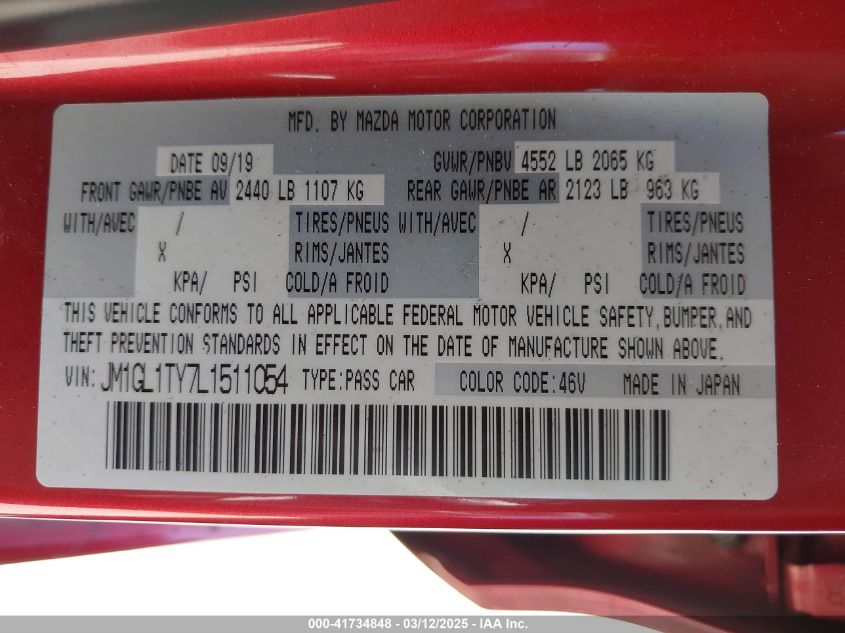 MFD. BY MAZDA MOTOR CORPORATION
DATE 09/19 GVWR/PNBV 4552 LB 2065 KG
FRONT GAWR/PNBE AV 2440 LB 1107 KG REAR GAWR/PNBE AR 2123 LB 963 KG
WITH/AVEC / TIRES/PNEUS WITH/AVEC / TIRES/PNEUS
X RIMS/JANTES X RIMS/JANTES
KPA/ PSI COLD/A FROID KPA/ PSI COLD/A FROID
THIS VEHICLE CONFORMS TO ALL APPLICABLE FEDERAL MOTOR VEHICLE SAFETY, BUMPER, AND
THEFT PREVENTION STANDARDS IN EFFECT ON THE DATE OF MANUFACTURE SHOWN ABOVE.
VIN: JM1GL1TY7L1511054 TYPE:PASS CAR COLOR CODE:46V MADE IN JAPAN
000-41734848 - 03/12/2025 - IAAI.com